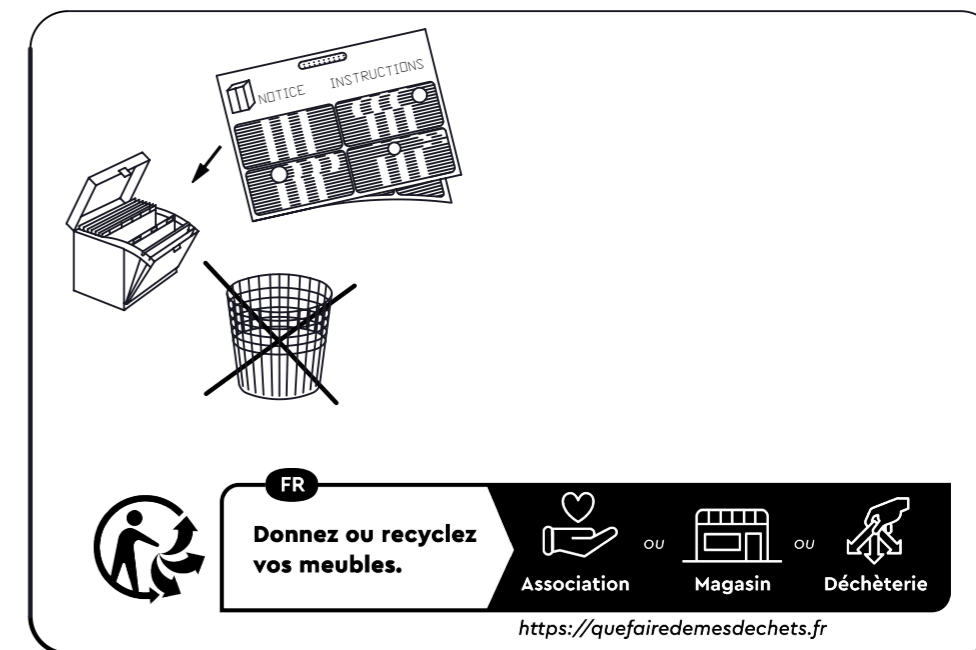 NOTICE INSTRUCTIONS
FR
Donnez ou recyclez
vos meubles.
Association ou Magasin ou Déchèterie
https://quefairedemesdechets.fr